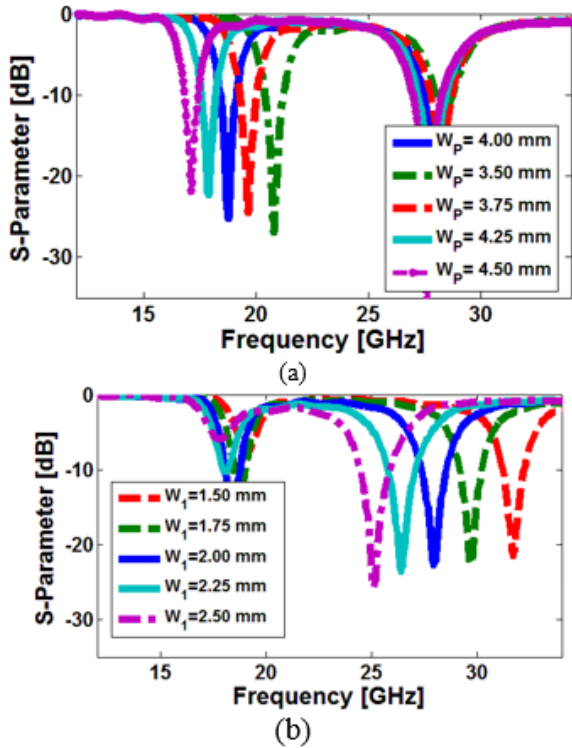 0
-10
-20
-30
S-Parameter [dB]
W_P= 4.00 mm
W_P= 3.50 mm
W_P= 3.75 mm
W_P= 4.25 mm
W_P= 4.50 mm
15 20 25 30
Frequency [GHz]
(a)
0
-10
-20
-30
S-Parameter [dB]
W_1=1.50 mm
W_1=1.75 mm
W_1=2.00 mm
W_1=2.25 mm
W_1=2.50 mm
15 20 25 30
Frequency [GHz]
(b)